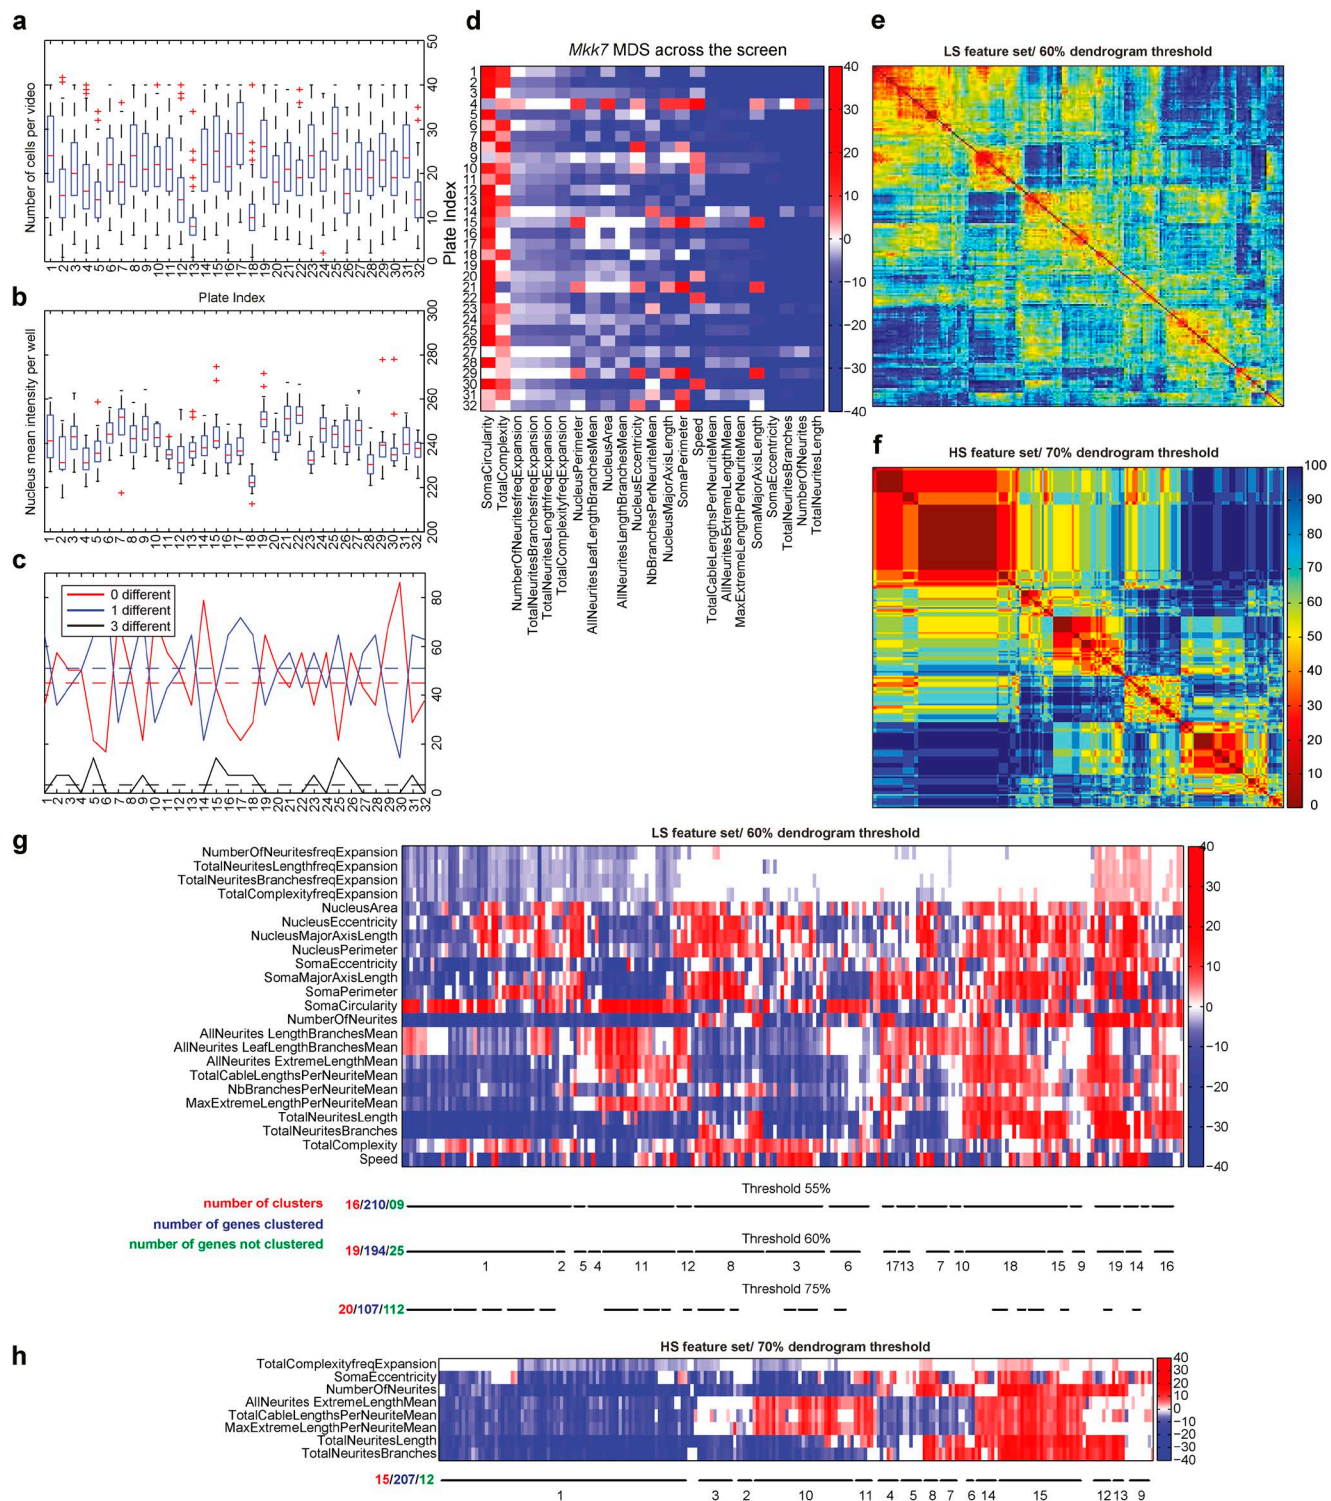 a
Number of cells per video
50
40
30
20
10
0
1 2 3 4 5 6 7 8 9 10 11 12 13 14 15 16 17 18 19 20 21 22 23 24 25 26 27 28 29 30 31 32
Plate Index
b
Nucleus mean intensity per well
300
280
260
240
220
200
1 2 3 4 5 6 7 8 9 10 11 12 13 14 15 16 17 18 19 20 21 22 23 24 25 26 27 28 29 30 31 32
c
0 different
1 different
3 different
80
60
40
20
0
1 2 3 4 5 6 7 8 9 10 11 12 13 14 15 16 17 18 19 20 21 22 23 24 25 26 27 28 29 30 31 32
d
Mkk7 MDS across the screen
Plate Index
1
2
3
4
5
6
7
8
9
10
11
12
13
14
15
16
17
18
19
20
21
22
23
24
25
26
27
28
29
30
31
32
40
30
20
10
0
−10
−20
−30
−40
SomaCircularity
TotalComplexity
NumberOfNeuritesfreqExpansion
TotalNeuritesBranchesfreqExpansion
TotalNeuritesLengthfreqExpansion
TotalComplexityfreqExpansion
NucleusPerimeter
AllNeuritesLeafLengthBranchesMean
NucleusArea
AllNeuritesLengthBranchesMean
NucleusEccentricity
NbBranchesPerNeuriteMean
NucleusMajorAxisLength
SomaPerimeter
Speed
TotalCableLengthsPerNeuriteMean
AllNeuritesExtremeLengthMean
MaxExtremeLengthPerNeuriteMean
SomaMajorAxisLength
SomaEccentricity
TotalNeuritesBranches
NumberOfNeurites
TotalNeuritesLength
e
LS feature set/ 60% dendrogram threshold
f
HS feature set/ 70% dendrogram threshold
100
90
80
70
60
50
40
30
20
10
0
g
LS feature set/ 60% dendrogram threshold
NumberOfNeuritesfreqExpansion
TotalNeuritesLengthfreqExpansion
TotalNeuritesBranchesfreqExpansion
TotalComplexityfreqExpansion
NucleusArea
NucleusEccentricity
NucleusMajorAxisLength
NucleusPerimeter
SomaEccentricity
SomaMajorAxisLength
SomaPerimeter
SomaCircularity
NumberOfNeurites
AllNeurites LengthBranchesMean
AllNeurites LeafLengthBranchesMean
AllNeurites ExtremeLengthMean
TotalCableLengthsPerNeuriteMean
NbBranchesPerNeuriteMean
MaxExtremeLengthPerNeuriteMean
TotalNeuritesLength
TotalNeuritesBranches
TotalComplexity
Speed
40
30
20
10
0
−10
−20
−30
−40
Threshold 55%
number of clusters 16/210/09
number of genes clustered
Threshold 60%
number of genes not clustered 19/194/25
1 2 5 4 11 12 8 3 6 17 13 7 10 18 15 9 19 14 16
Threshold 75%
20/107/112
h
HS feature set/ 70% dendrogram threshold
TotalComplexityfreqExpansion
SomaEccentricity
NumberOfNeurites
AllNeurites ExtremeLengthMean
TotalCableLengthsPerNeuriteMean
MaxExtremeLengthPerNeuriteMean
TotalNeuritesLength
TotalNeuritesBranches
40
30
20
10
0
−10
−20
−30
−40
15/207/12
1 3 2 10 11 4 5 8 7 6 14 15 12 13 9